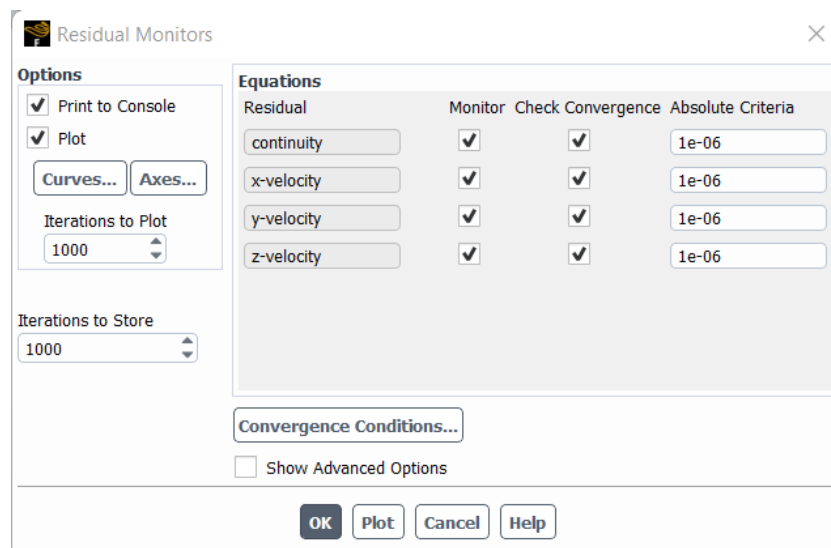 Residual Monitors
Options
Print to Console
Plot
Curves... Axes...
Iterations to Plot
1000
Iterations to Store
1000
Equations
Residual Monitor Check Convergence Absolute Criteria
continuity 1e-06
x-velocity 1e-06
y-velocity 1e-06
z-velocity 1e-06
Convergence Conditions...
Show Advanced Options
OK Plot Cancel Help